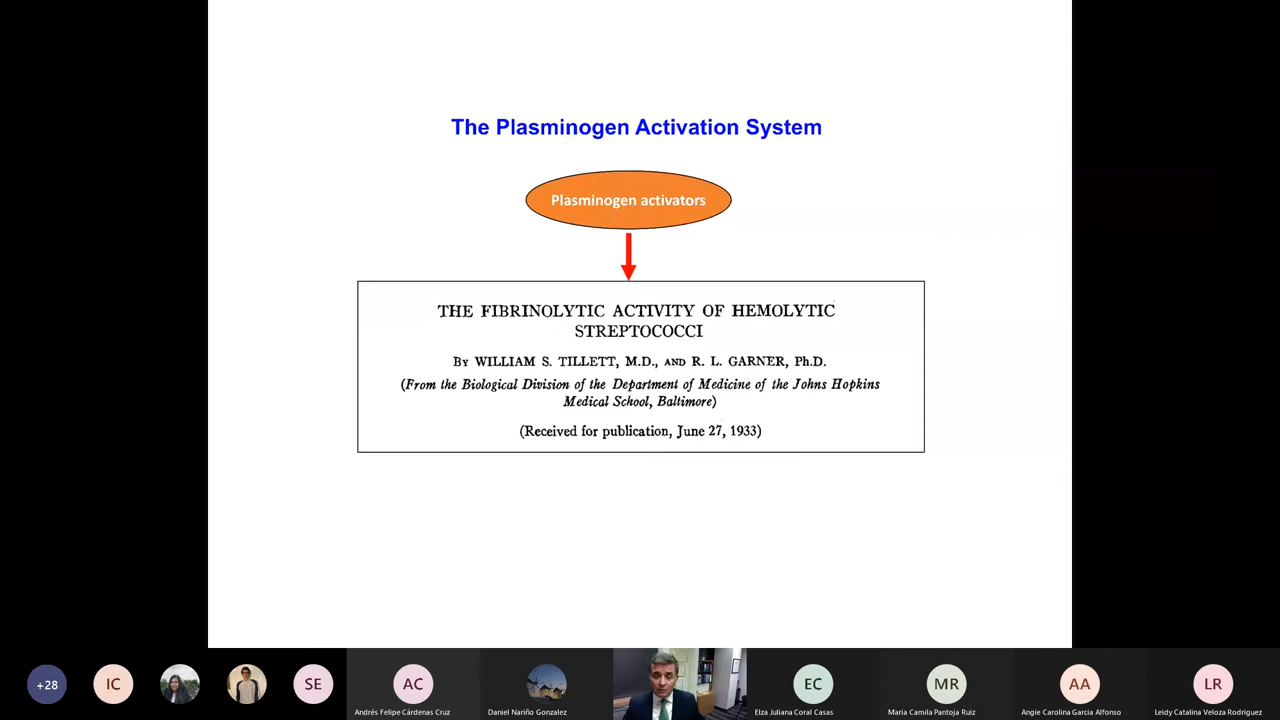 The Plasminogen Activation System
Plasminogen activators
THE FIBRINOLYTIC ACTIVITY OF HEMOLYTIC
STREPTOCOCCI
By WILLIAM S. TILLETT, M.D., AND R. L. GARNER, Ph.D.
(From the Biological Division of the Department of Medicine of the Johns Hopkins
Medical School, Baltimore)
(Received for publication, June 27, 1933)
+28
IC
SE
AC
EC
MR
AA
LR
Andrés Felipe Cárdenas Cruz
Daniel Nariño Gonzalez
Elza Juliana Coral Casas
Maria Camila Pantoja Ruiz
Angie Carolina Garcia Alfonso
Leidy Catalina Veloza Rodriguez